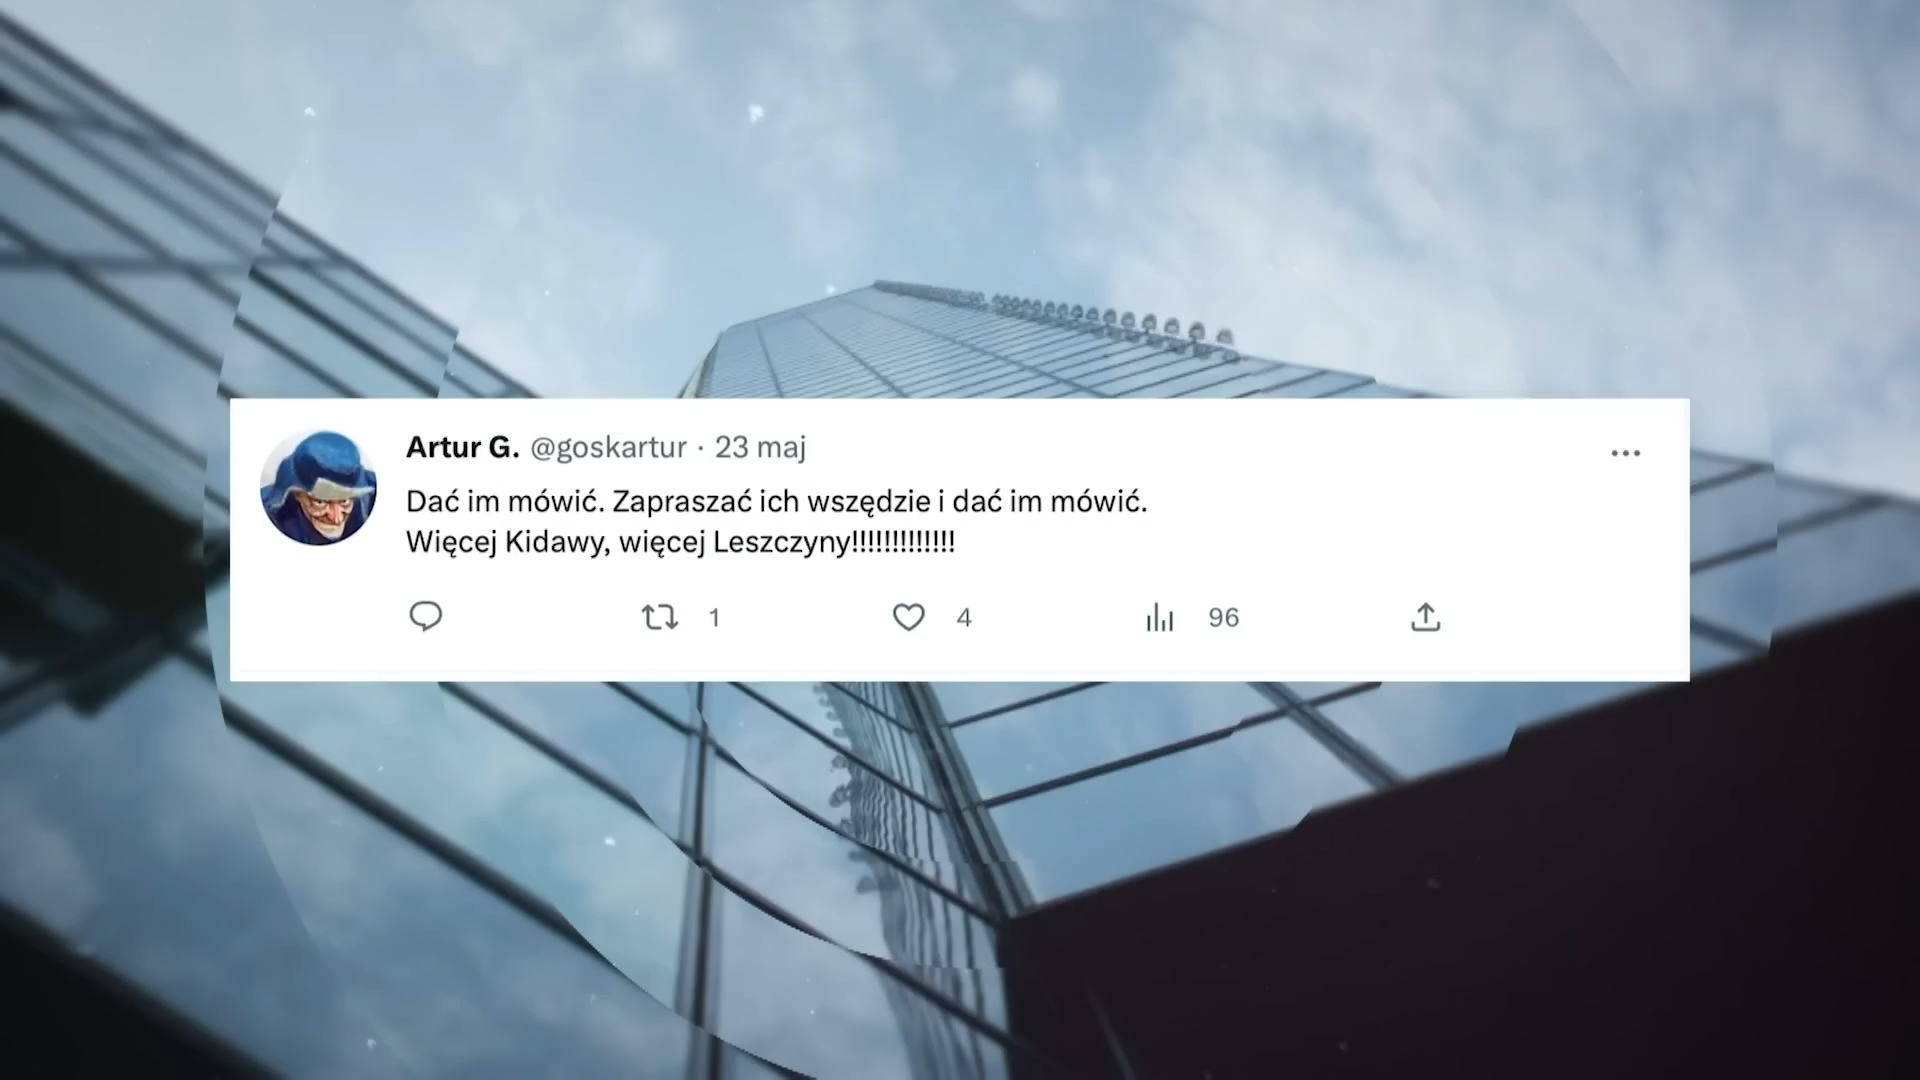 Artur G. @goskartur · 23 maj
Dać im mówić. Zapraszać ich wszędzie i dać im mówić.
Więcej Kidawy, więcej Leszczyny!!!!!!!!!!!!!
1 4 96